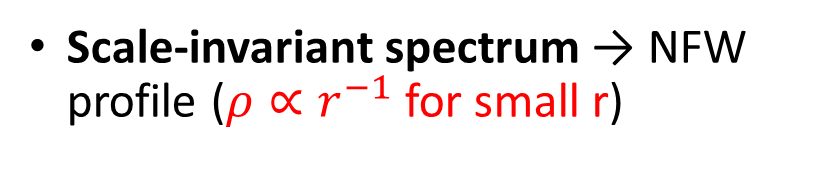 • Scale-invariant spectrum → NFW
profile (ρ ∝ r⁻¹ for small r)